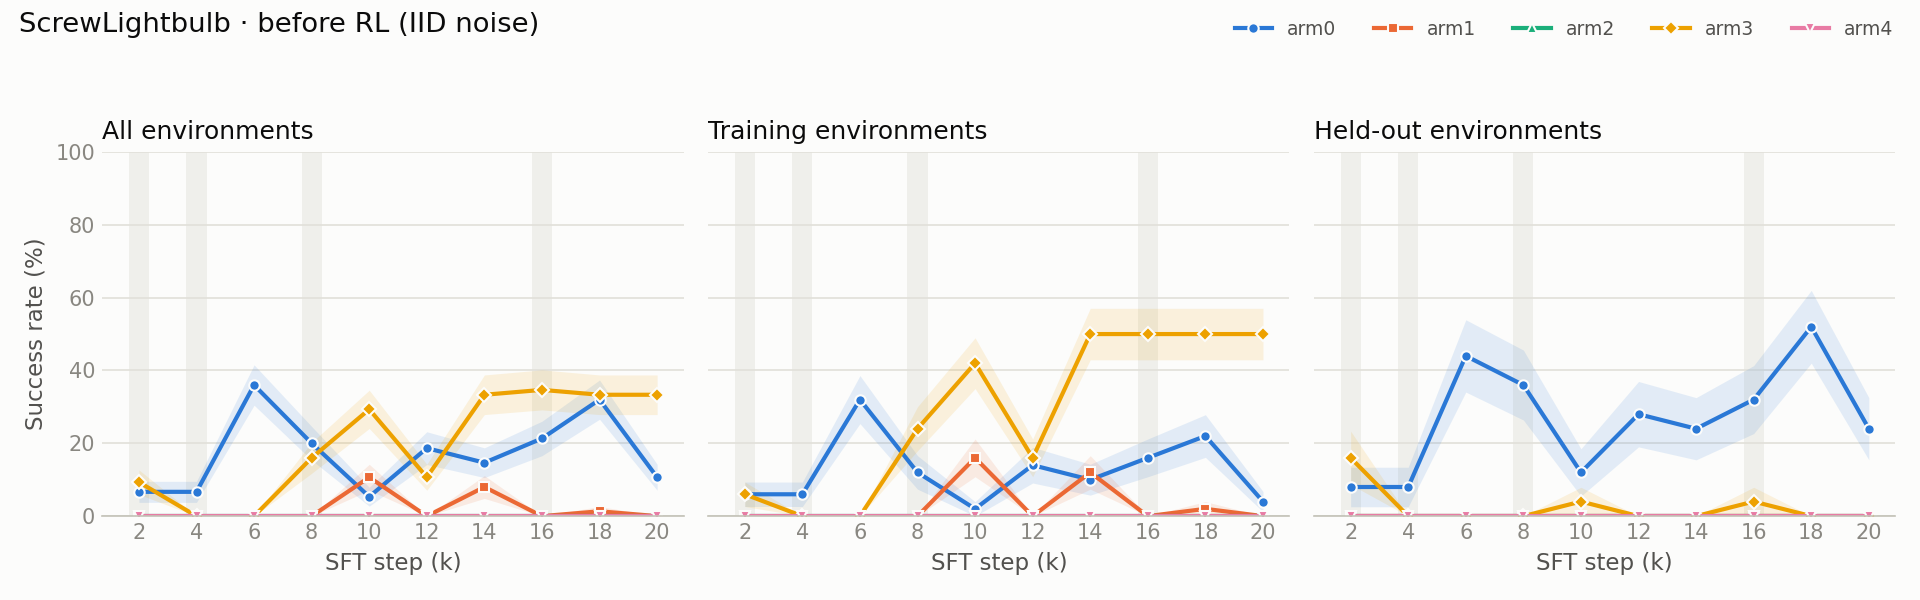 ScrewLightbulb · before RL (IID noise)
arm0 arm1 arm2 arm3 arm4
All environments
Training environments
Held-out environments
Success rate (%)
100
80
60
40
20
0
2 4 6 8 10 12 14 16 18 20
2 4 6 8 10 12 14 16 18 20
2 4 6 8 10 12 14 16 18 20
SFT step (k)
SFT step (k)
SFT step (k)